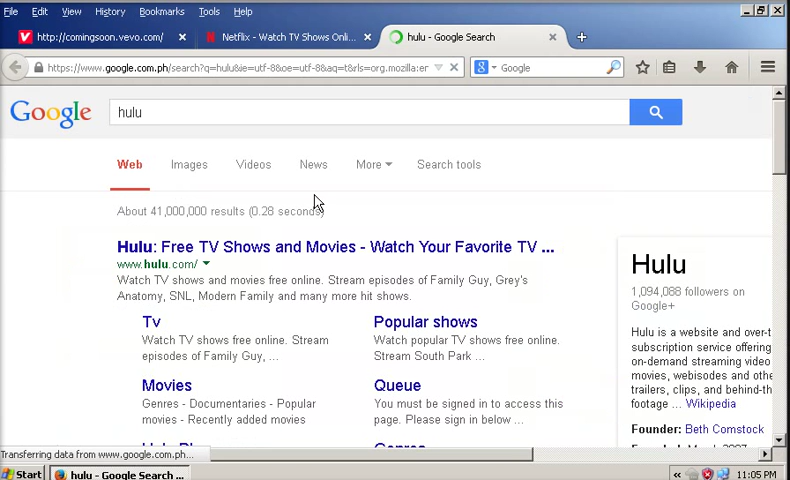 File Edit View History Bookmarks Tools Help
http://comingsoon.vevo.com/ Netflix - Watch TV Shows Onli... hulu - Google Search
https://www.google.com.ph/search?q=hulu&ie=utf-8&oe=utf-8&aq=t&rls=org.mozilla:en Google
Google hulu
Web Images Videos News More Search tools
About 41,000,000 results (0.28 seconds)
Hulu: Free TV Shows and Movies - Watch Your Favorite TV ...
www.hulu.com/
Watch TV shows and movies free online. Stream episodes of Family Guy, Grey's
Anatomy, SNL, Modern Family and many more hit shows.
Tv
Watch TV shows free online. Stream
episodes of Family Guy, ...
Popular shows
Watch popular TV shows free online.
Stream South Park ...
Movies
Genres - Documentaries - Popular
movies - Recently added movies
Queue
You must be signed in to access this
page. Please sign in below ...
Hulu
1,094,088 followers on
Google+
Hulu is a website and over-t
subscription service offering
on-demand streaming video
movies, webisodes and othe
trailers, clips, and behind-th
footage ... Wikipedia
Founder: Beth Comstock
Transferring data from www.google.com.ph...
Start hulu - Google Search ... 11:05 PM